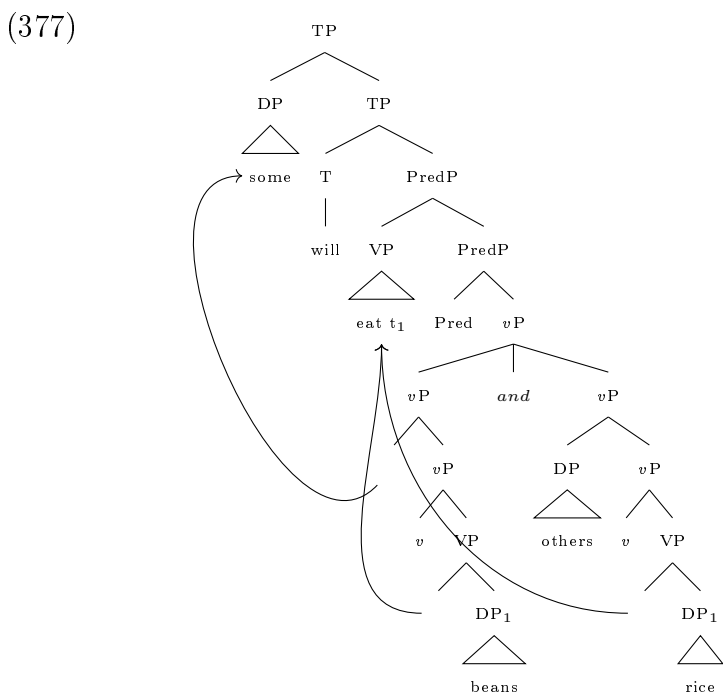 (377)
TP
DP TP
some T PredP
will VP PredP
eat t₁ Pred vP
vP and vP
vP DP vP
v VP others v VP
DP₁ DP₁
beans rice